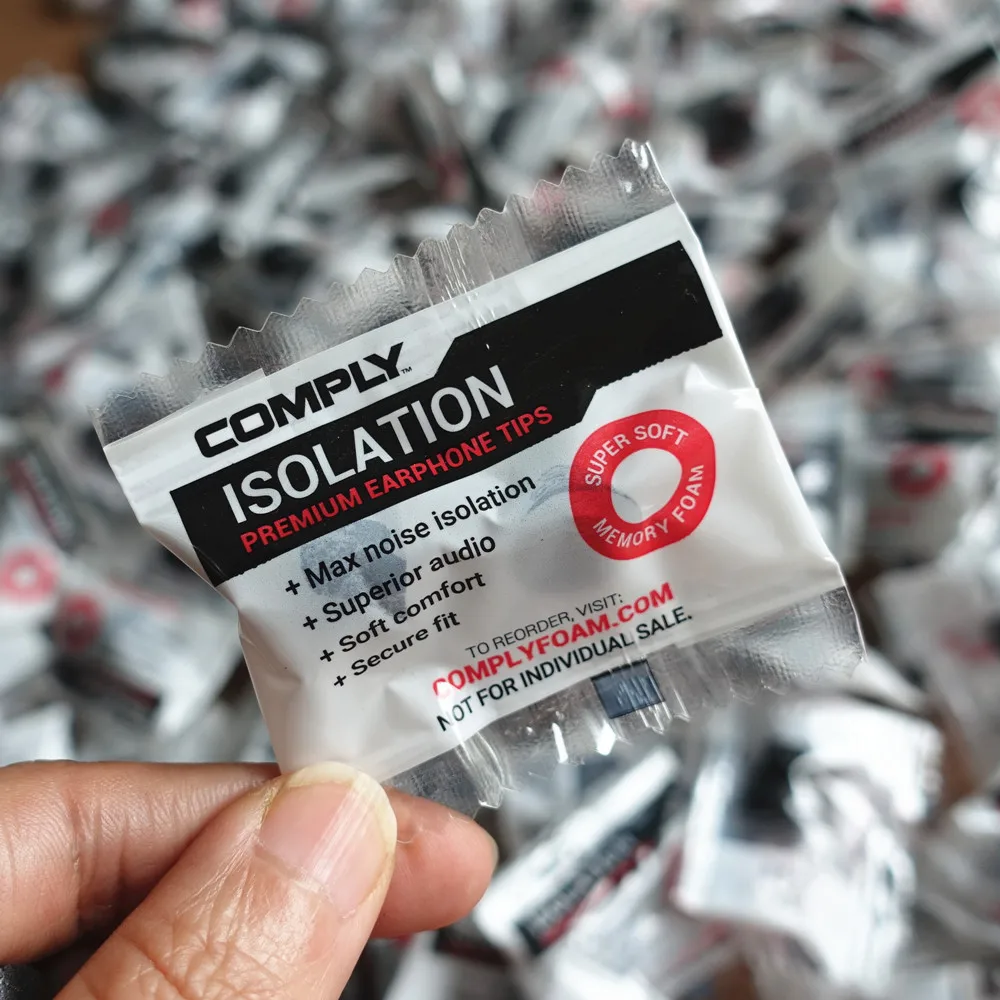 COMPLY™
ISOLATION
PREMIUM EARPHONE TIPS
+ Max noise isolation
+ Superior audio
+ Soft comfort
+ Secure fit
SUPER SOFT
MEMORY FOAM
TO REORDER, VISIT:
COMPLYFOAM.COM
NOT FOR INDIVIDUAL SALE.